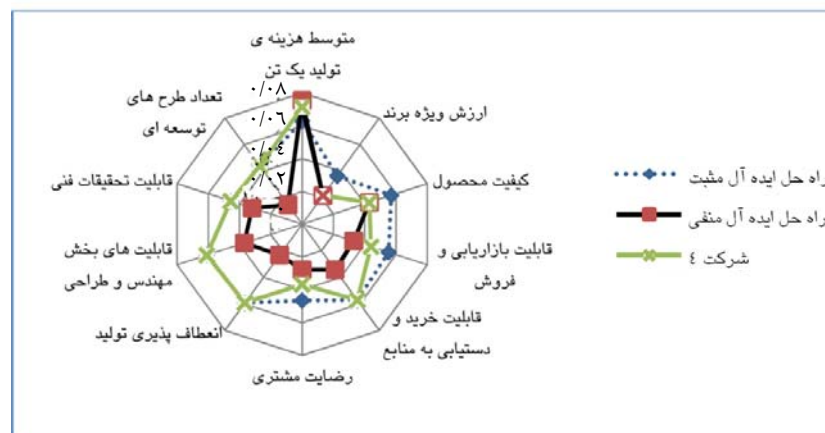 متوسط هزینه ی
تولید یک تن
ارزش ویژه برند
کیفیت محصول
قابلیت بازاریابی و
فروش
قابلیت خرید و
دستیابی به منابع
رضایت مشتری
انعطاف پذیری تولید
قابلیت های بخش
مهندس و طراحی
قابلیت تحقیقات فنی
تعداد طرح های
توسعه ای
۰/۰۸
۰/۰۶
۰/۰۴
۰/۰۲
راه حل ایده آل مثبت
راه حل ایده آل منفی
شرکت ٤